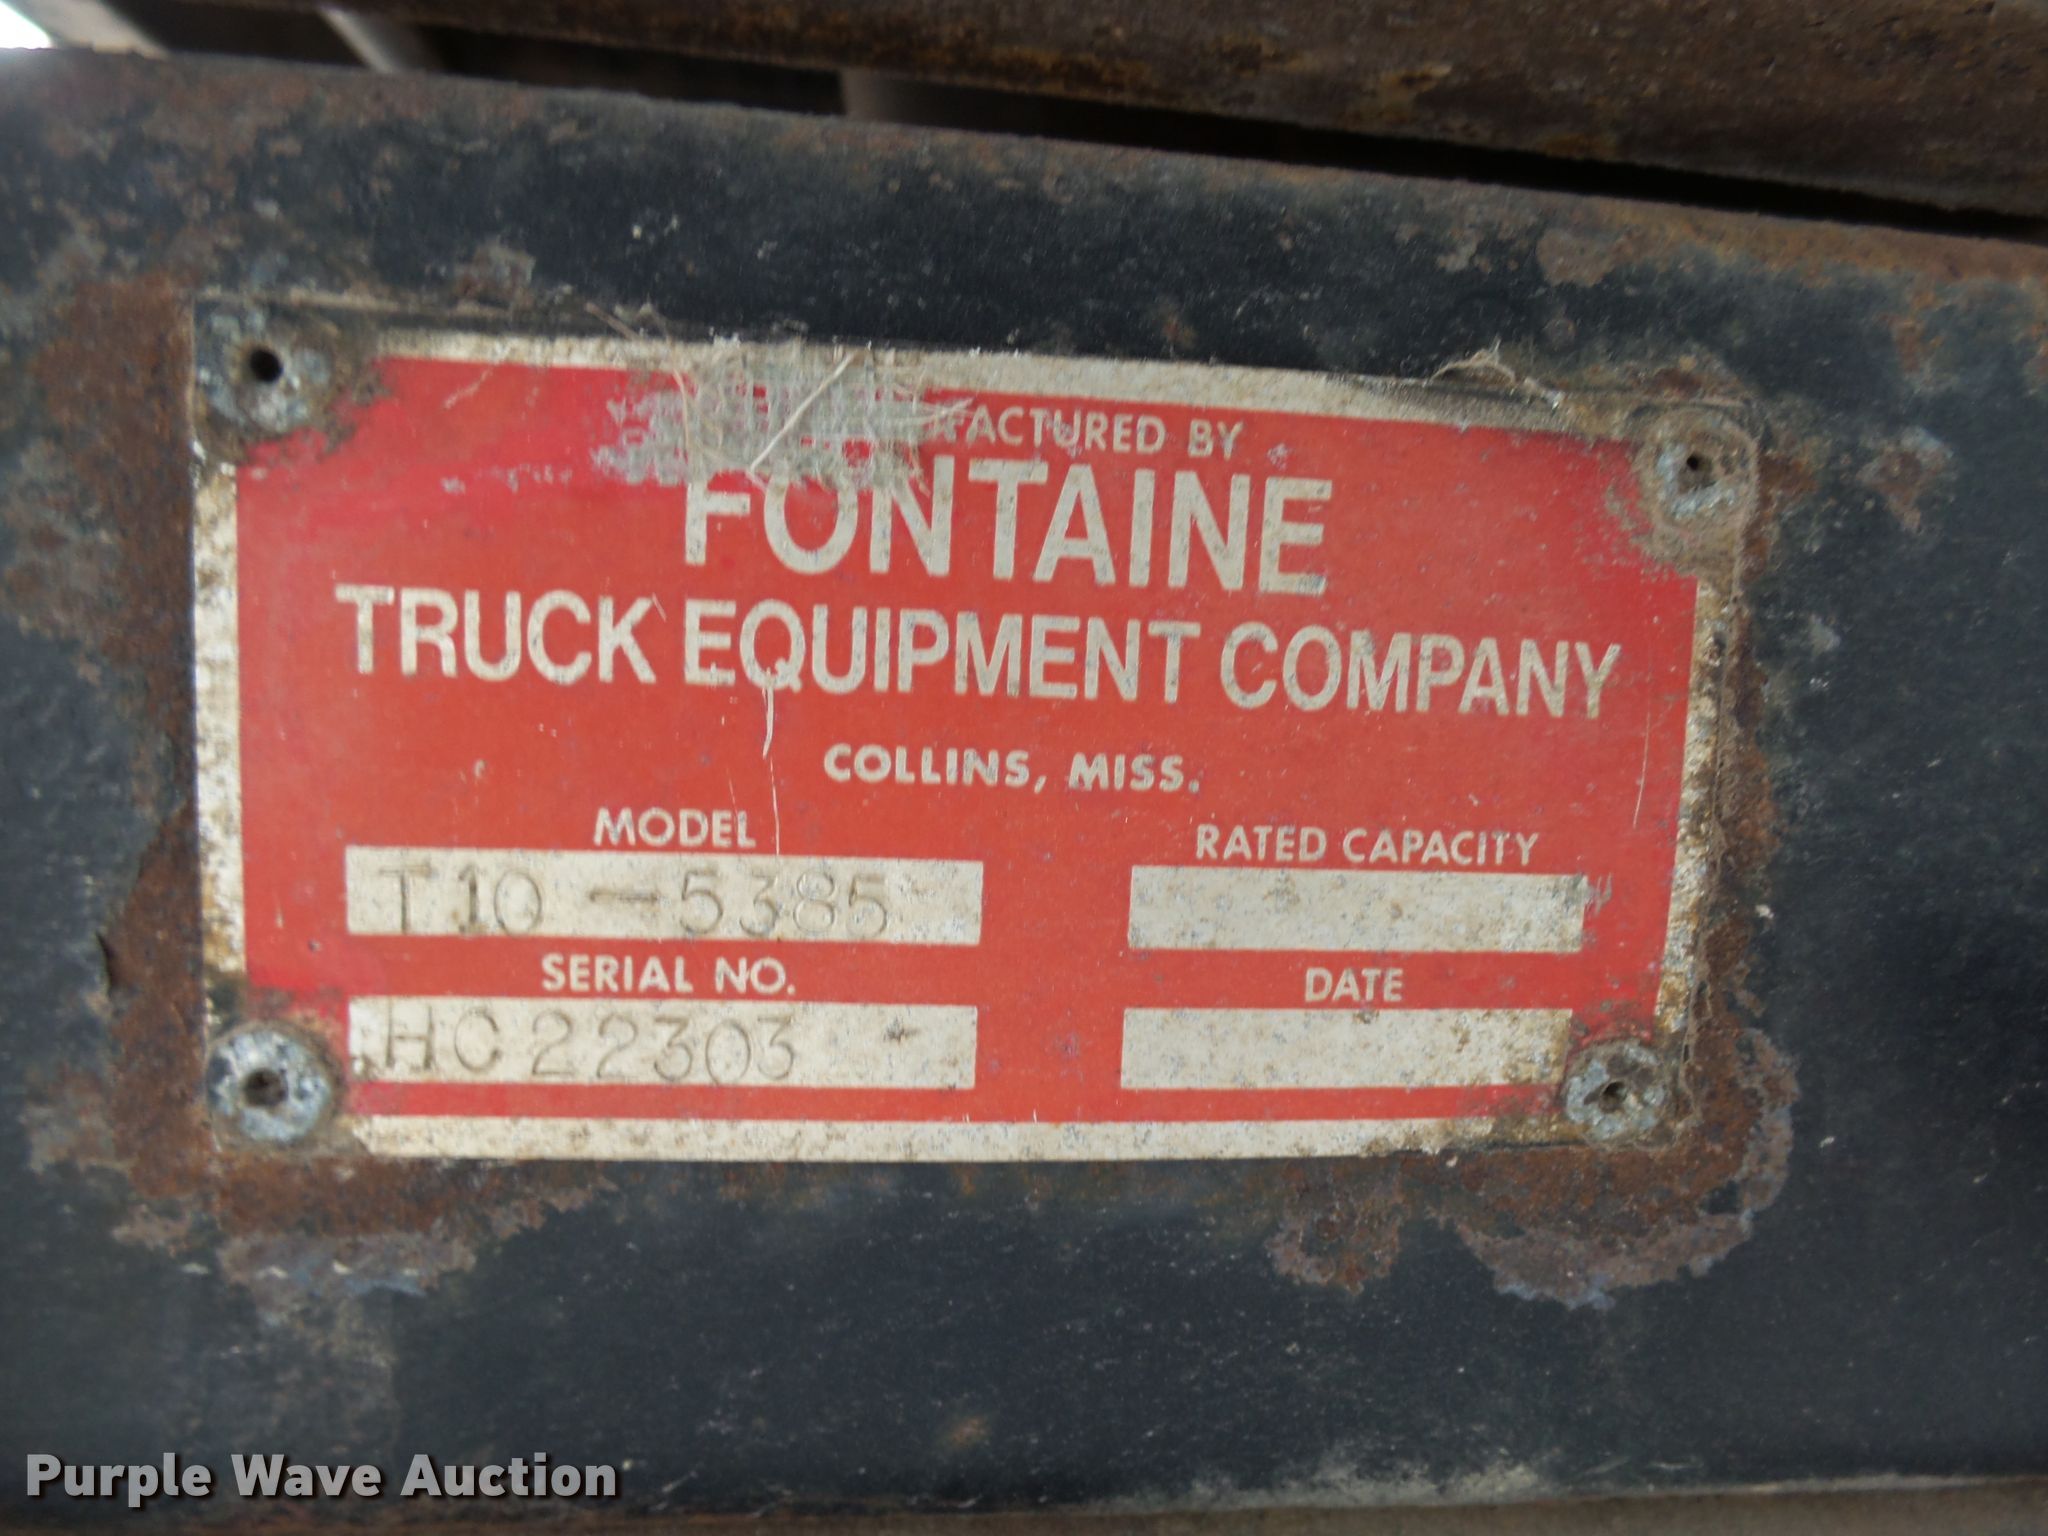 MANUFACTURED BY
FONTAINE
TRUCK EQUIPMENT COMPANY
COLLINS, MISS.
MODEL
T10-5385
RATED CAPACITY
SERIAL NO.
HC22303
DATE
Purple Wave Auction